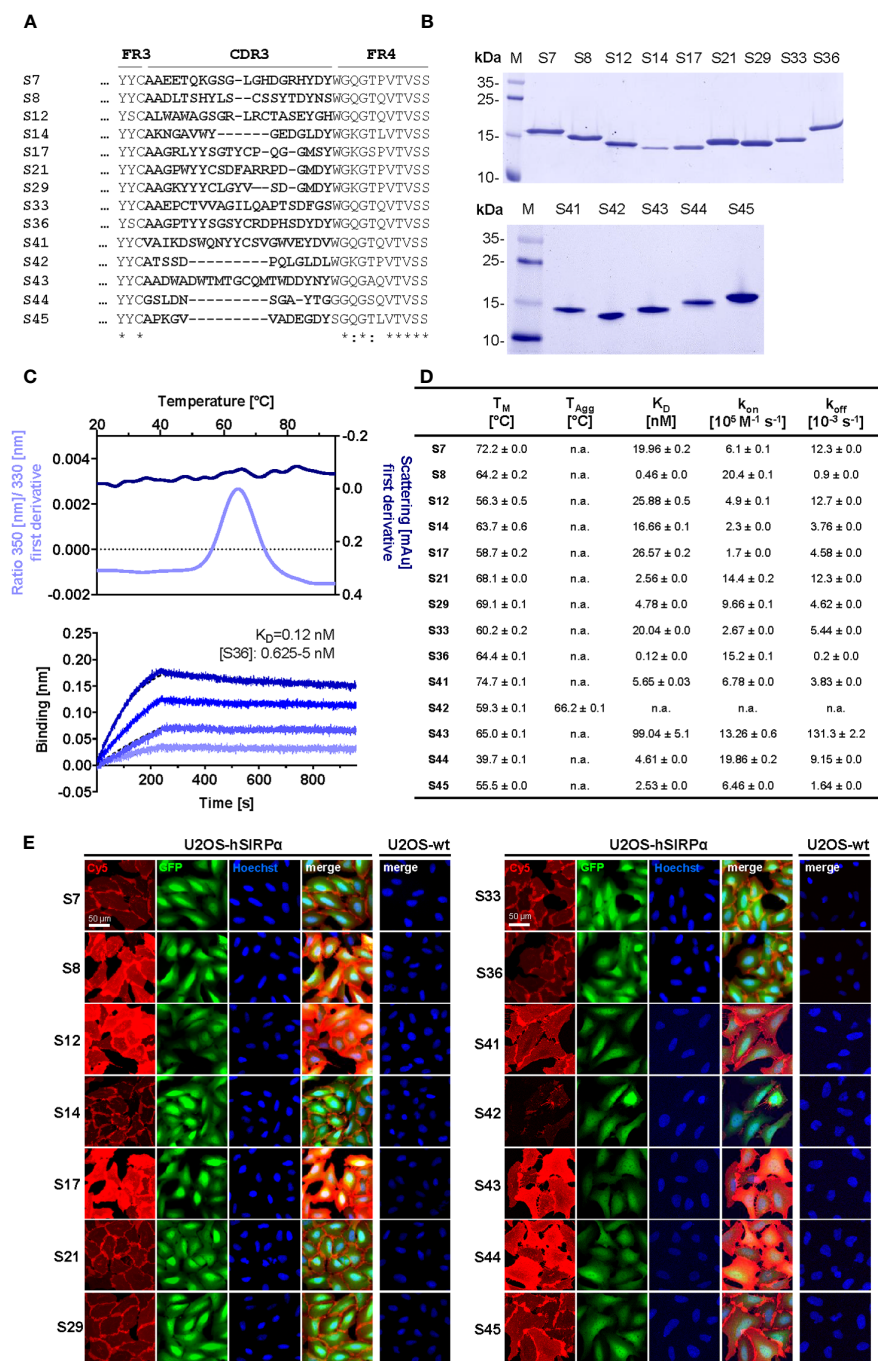 A
FR3 CDR3 FR4
S7 ... YYCAAEETQKGSG-LGHDGRHYDYWGQGTPVTVSS
S8 ... YYCAADLTSHYLS--CSSYTDYNSWGQGTPVTVSS
S12 ... YSCALWAWAGSGR-LRCTASEYGHWGQGTPVTVSS
S14 ... YYCAKNGAVWY------GEDGLDYWGKGTPVTVSS
S17 ... YYCAAGRLYYSGTYCP-QG-GMSYWGKGSPVTVSS
S21 ... YYCAAGPWYYCSDFARRPD-GMDYWGKGTPVTVSS
S29 ... YYCAAGKYYYCLGYV---SD-GMDYWGKGTPVTVSS
S33 ... YYCAAEPCTVVAGILQAPTSDFGSWGQGTPVTVSS
S36 ... YSCAAGPTYYSGSYCRDPHSDYDYWGQGTPVTVSS
S41 ... YYCVAIKDSWQNYYCSVGWVEYDVWGQGTQVTVSS
S42 ... YYCATSSD----------PQLGLDLWGKGTQVTVSS
S43 ... YYCAADWADWTMTGCQMTWDDYNYWGQGAQVTVSS
S44 ... YYCGSLDN---------SGA-YTGGGQGSQVTVSS
S45 ... YYCAPKGV---------VADEGDYSGQGTLVTVSS
* * *:*: *****
B
kDa M S7 S8 S12 S14 S17 S21 S29 S33 S36
35-
25-
15-
10-
kDa M S41 S42 S43 S44 S45
35-
25-
15-
10-
C
Temperature [°C]
20 40 60 80
0.004 0.002 0.000 -0.002
-0.2 0.0 0.2 0.4
Ratio 350 [nm]/ 330 [nm]
first derivative
Scattering [mAu]
first derivative
K_D=0.12 nM
[S36]: 0.625-5 nM
0.25
0.20
0.15
0.10
0.05
0.00
-0.05
Binding [nm]
200 400 600 800
Time [s]
D
T_M T_Agg K_D k_on k_off
[°C] [°C] [nM] [10⁵ M⁻¹ s⁻¹] [10⁻³ s⁻¹]
S7 72.2 ± 0.0 n.a. 19.96 ± 0.2 6.1 ± 0.1 12.3 ± 0.0
S8 64.2 ± 0.2 n.a. 0.46 ± 0.0 20.4 ± 0.1 0.9 ± 0.0
S12 56.3 ± 0.5 n.a. 25.88 ± 0.5 4.9 ± 0.1 12.7 ± 0.0
S14 63.7 ± 0.6 n.a. 16.66 ± 0.1 2.3 ± 0.0 3.76 ± 0.0
S17 58.7 ± 0.2 n.a. 26.57 ± 0.2 1.7 ± 0.0 4.58 ± 0.0
S21 68.1 ± 0.0 n.a. 2.56 ± 0.0 14.4 ± 0.2 12.3 ± 0.0
S29 69.1 ± 0.1 n.a. 4.78 ± 0.0 9.66 ± 0.1 4.62 ± 0.0
S33 60.2 ± 0.2 n.a. 20.04 ± 0.0 2.67 ± 0.0 5.44 ± 0.0
S36 64.4 ± 0.1 n.a. 0.12 ± 0.0 15.2 ± 0.1 0.2 ± 0.0
S41 74.7 ± 0.1 n.a. 5.65 ± 0.03 6.78 ± 0.0 3.83 ± 0.0
S42 59.3 ± 0.1 66.2 ± 0.1 n.a. n.a. n.a.
S43 65.0 ± 0.1 n.a. 99.04 ± 5.1 13.26 ± 0.6 131.3 ± 2.2
S44 39.7 ± 0.1 n.a. 4.61 ± 0.0 19.86 ± 0.2 9.15 ± 0.0
S45 55.5 ± 0.0 n.a. 2.53 ± 0.0 6.46 ± 0.0 1.64 ± 0.0
E
U2OS-hSIRPα U2OS-wt
Cy5 GFP Hoechst merge merge
S7
50 µm
S8
S12
S14
S17
S21
S29
U2OS-hSIRPα U2OS-wt
Cy5 GFP Hoechst merge merge
S33
50 µm
S36
S41
S42
S43
S44
S45